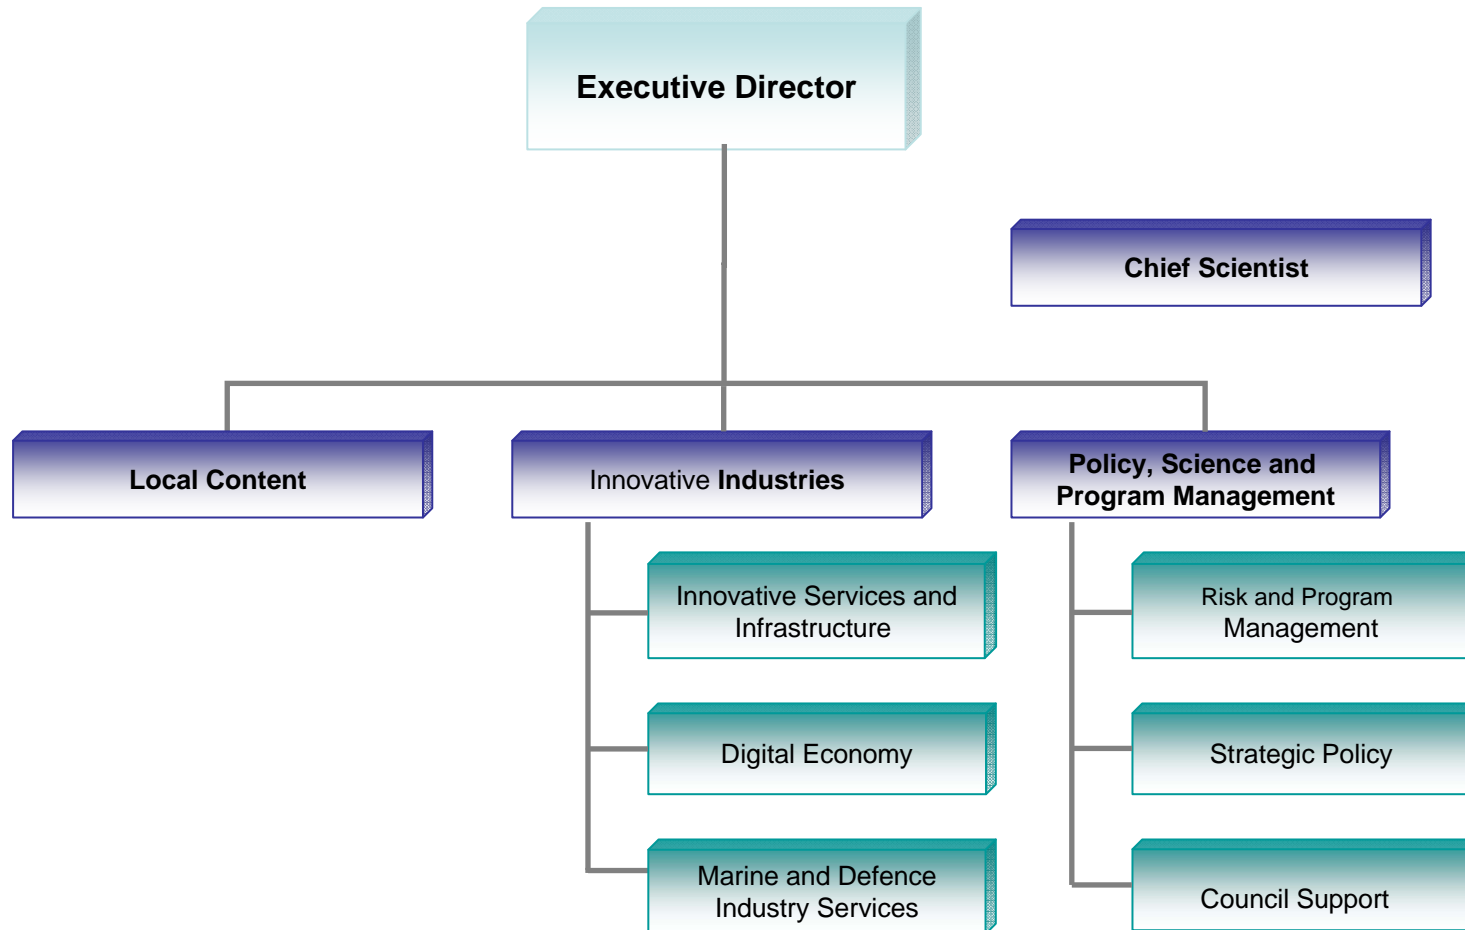 Executive Director
Chief Scientist
Local Content
Innovative Industries
Policy, Science and
Program Management
Innovative Services and
Infrastructure
Risk and Program
Management
Digital Economy
Strategic Policy
Marine and Defence
Industry Services
Council Support